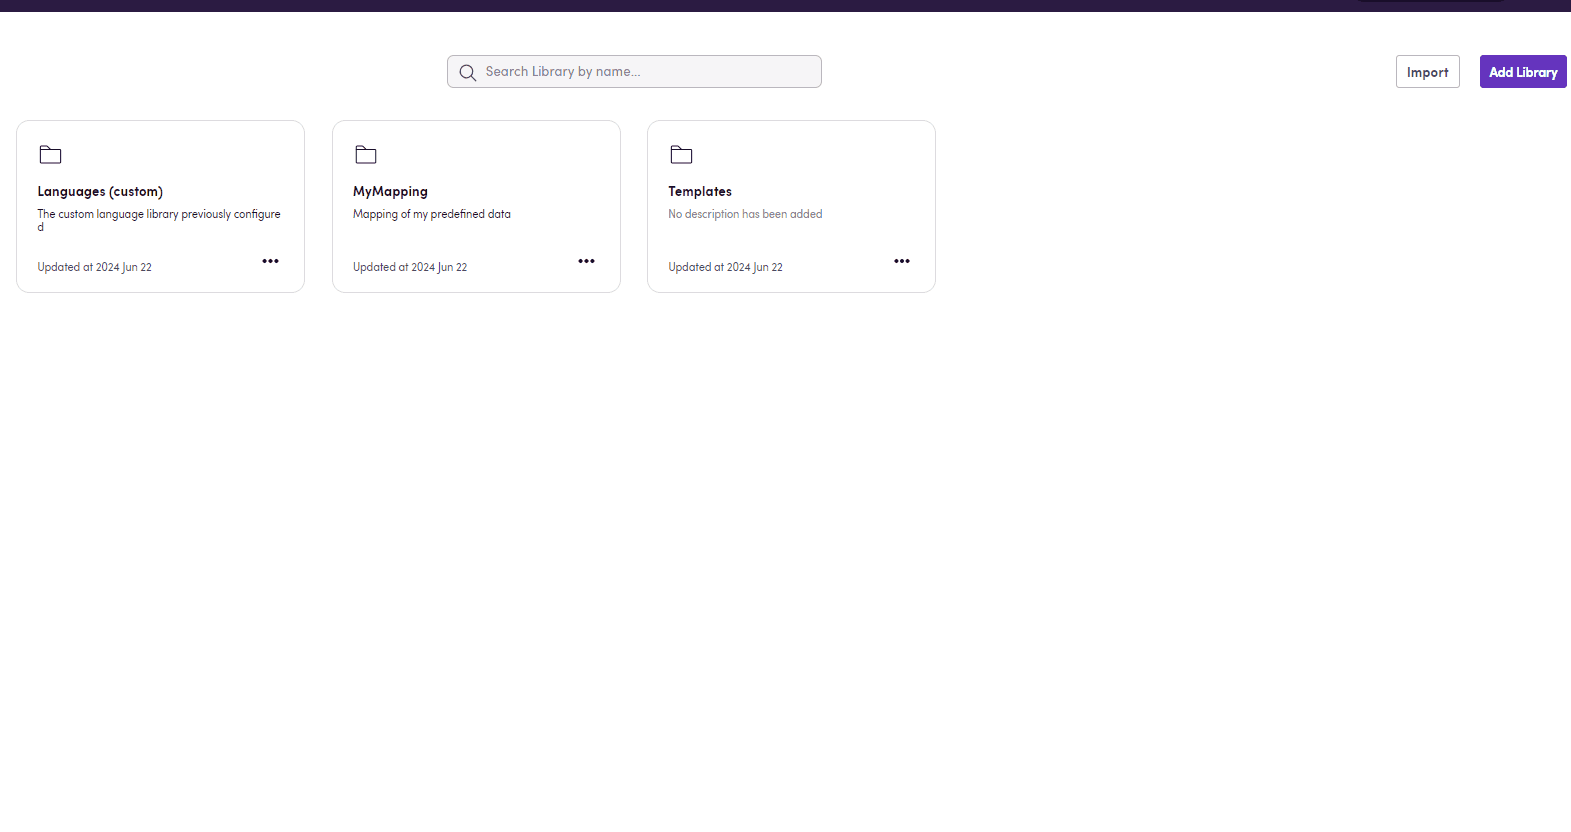 Search Library by name...
Import
Add Library
Languages (custom)
The custom language library previously configure
d
Updated at 2024 Jun 22
MyMapping
Mapping of my predefined data
Updated at 2024 Jun 22
Templates
No description has been added
Updated at 2024 Jun 22